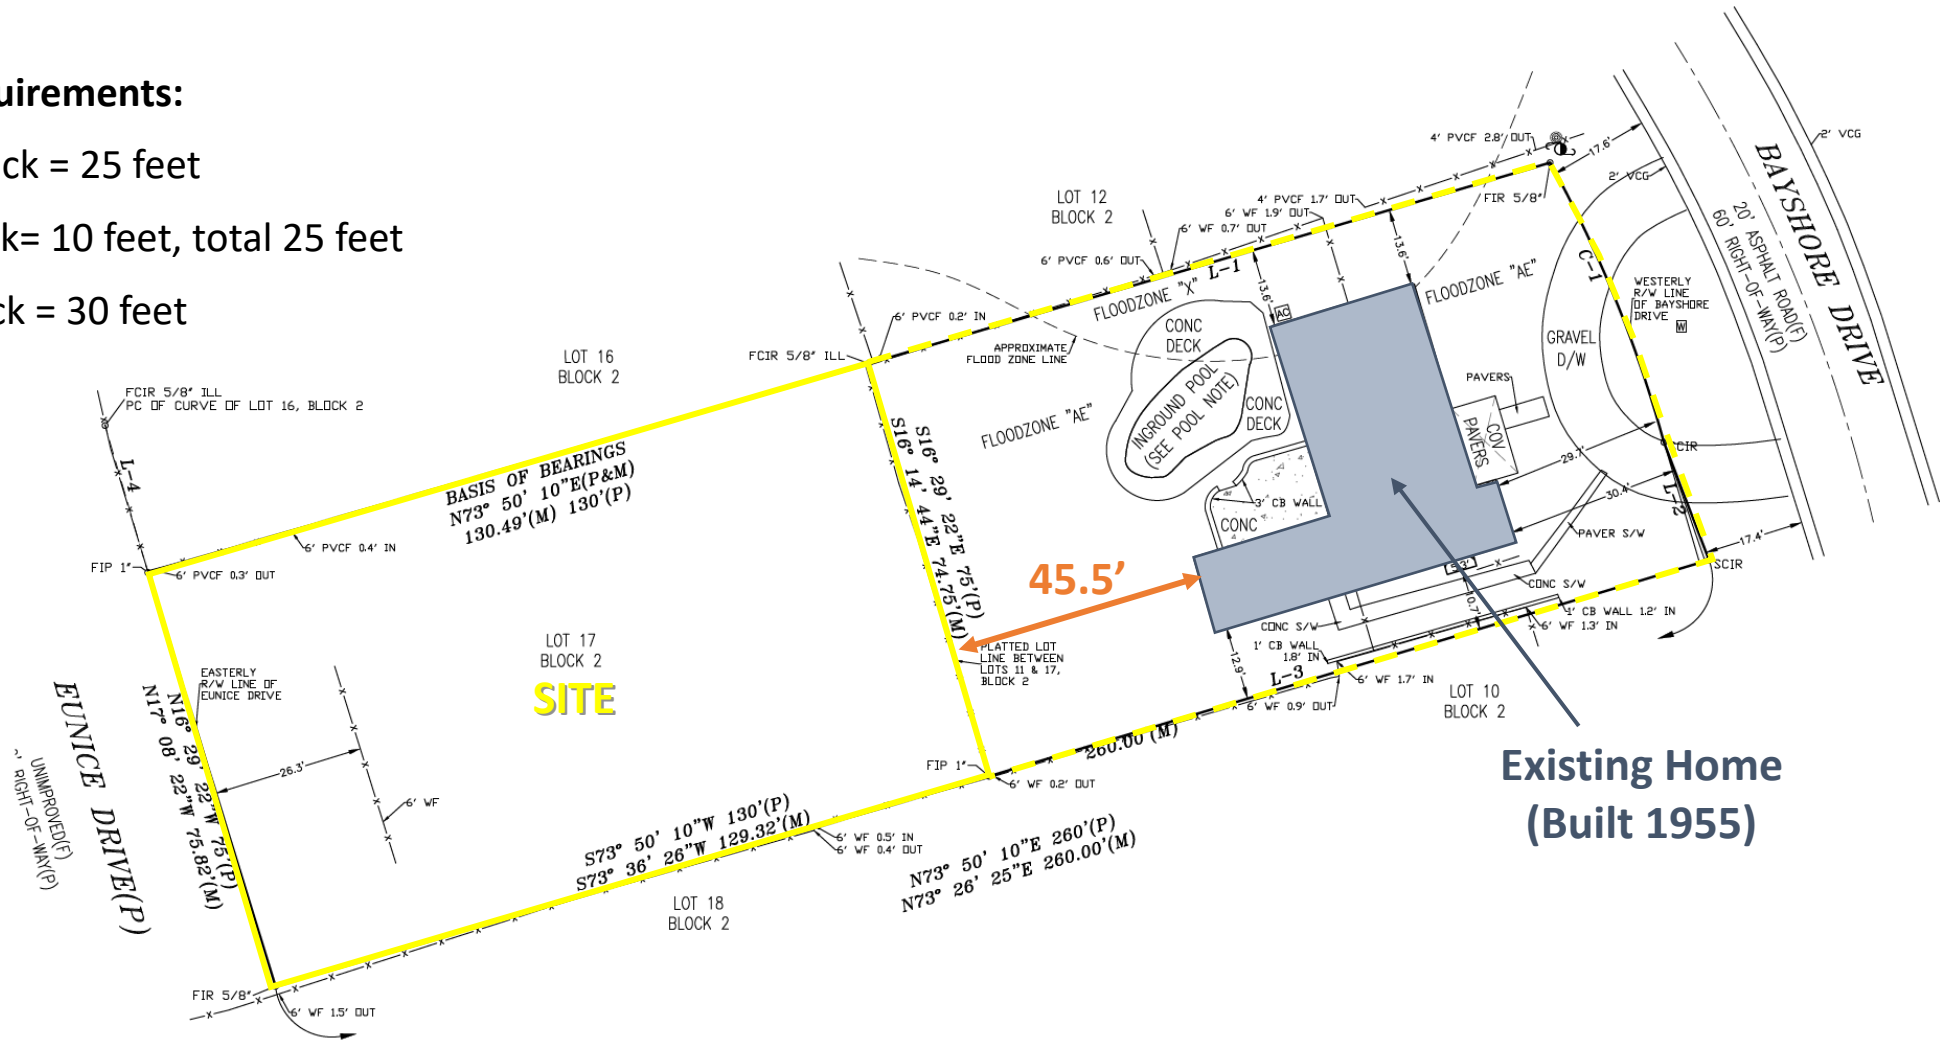 uirements:
ck = 25 feet
k= 10 feet, total 25 feet
ck = 30 feet
4' PVCF 2.8' OUT
17.6'
2' VCG
BAYSHORE DRIVE
20' ASPHALT ROAD(F)
60' RIGHT-OF-WAY(P)
2' VCG
FIR 5/8"
LOT 12
BLOCK 2
4' PVCF 1.7' OUT
6' WF 1.9' OUT
6' WF 0.7' OUT
6' PVCF 0.6' OUT
L-1
13.6'
13.6'
C-1
FLOODZONE "X"
FLOODZONE "AE"
WESTERLY
R/W LINE
OF BAYSHORE
DRIVE
W
AC
6' PVCF 0.2' IN
APPROXIMATE
FLOOD ZONE LINE
CONC
DECK
GRAVEL
D/W
LOT 16
BLOCK 2
FCIR 5/8" ILL
FCIR 5/8" ILL
PC OF CURVE OF LOT 16, BLOCK 2
INGROUND POOL
(SEE POOL NOTE)
CONC
DECK
PAVERS
COV
PAVERS
FLOODZONE "AE"
L-4
BASIS OF BEARINGS
N73° 50' 10"E(P&M)
130.49'(M) 130'(P)
S16° 29' 22"E 75'(P)
S16° 14' 44"E 74.75'(M)
29.7'
CIR
30.4'
L-2
3' CB WALL
CONC
PAVER S/W
17.4'
6' PVCF 0.4' IN
FIP 1"
6' PVCF 0.3' OUT
45.5'
5.3'
SCIR
CONC S/W
10.7'
1' CB WALL 1.2' IN
6' WF 1.3' IN
CONC S/W
1' CB WALL
1.8' IN
12.9'
L-3
6' WF 1.7' IN
6' WF 0.9' OUT
LOT 10
BLOCK 2
PLATTED LOT
LINE BETWEEN
LOTS 11 & 17,
BLOCK 2
LOT 17
BLOCK 2
SITE
EASTERLY
R/W LINE OF
EUNICE DRIVE
EUNICE DRIVE(P)
UNIMPROVED(F)
' RIGHT-OF-WAY(P)
N16° 29' 22"W 75'(P)
N17° 08' 22"W 75.82'(M)
26.3'
6' WF
260.00 (M)
FIP 1"
6' WF 0.2' OUT
Existing Home
(Built 1955)
S73° 50' 10"W 130'(P)
S73° 36' 26"W 129.32'(M)
6' WF 0.5' IN
6' WF 0.4' OUT
N73° 50' 10"E 260'(P)
N73° 26' 25"E 260.00'(M)
LOT 18
BLOCK 2
FIR 5/8"
6' WF 1.5' OUT